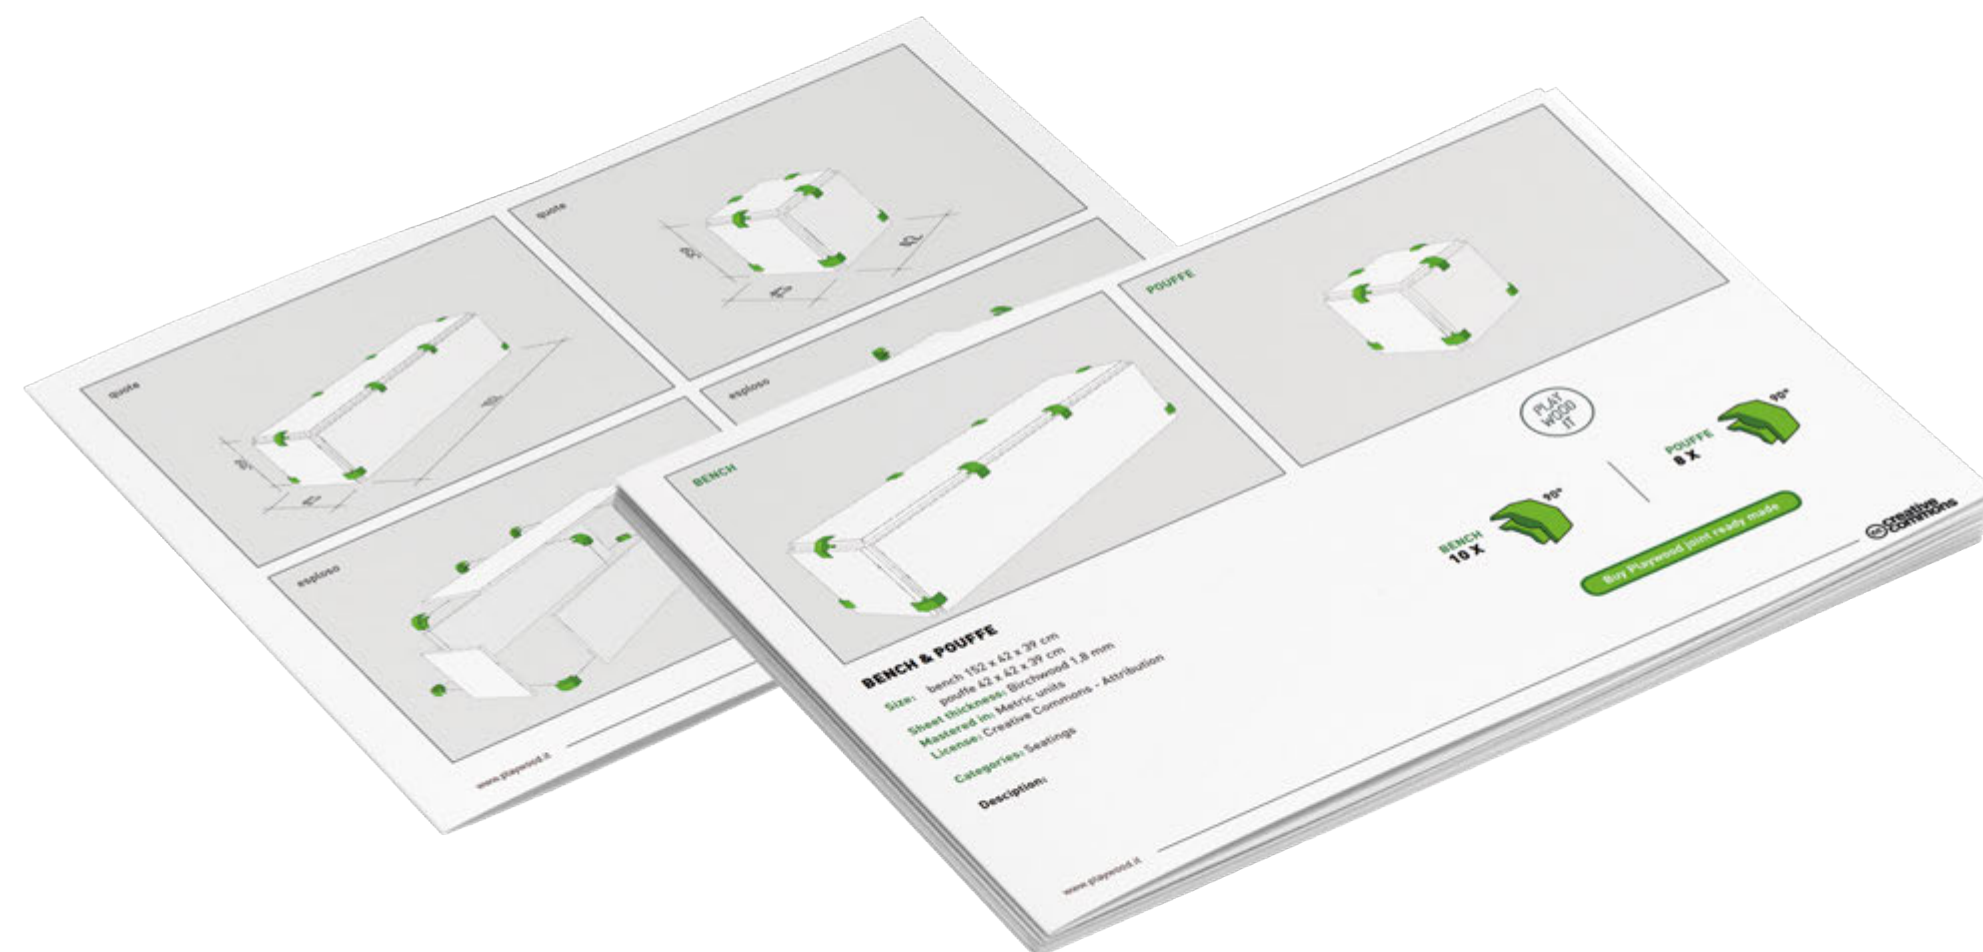 quote
quote
esploso
esploso
www.playwood.it
BENCH
POUFFE
PLAY
WOOD
IT
BENCH
10 X
90°
POUFFE
8 X
90°
Buy Playwood joint ready made
creative
commons
BENCH & POUFFE
Size: bench 152 x 42 x 39 cm
pouffe 42 x 42 x 39 cm
Sheet thickness: Birchwood 1,8 mm
Mastered in: Metric units
License: Creative Commons - Attribution
Categories: Seatings
Desciption:
www.playwood.it